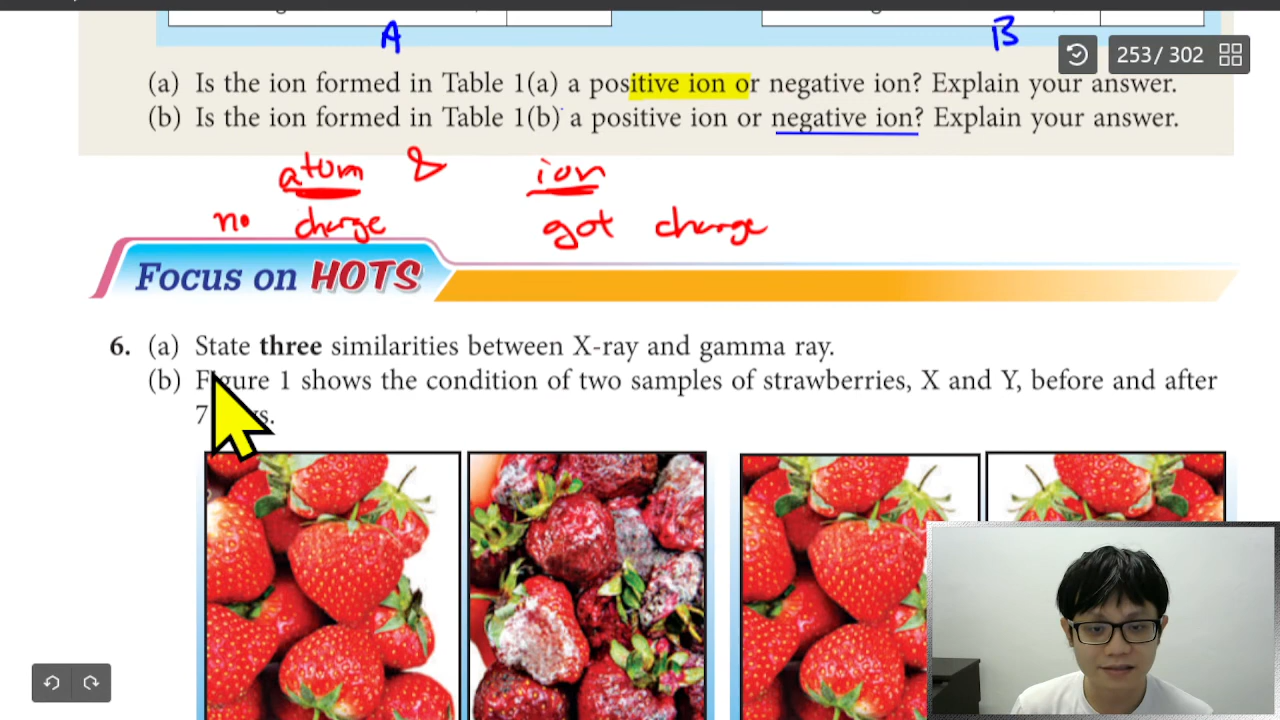 A
B
253/ 302
(a) Is the ion formed in Table 1(a) a positive ion or negative ion? Explain your answer.
(b) Is the ion formed in Table 1(b) a positive ion or negative ion? Explain your answer.
atom & ion
no charge got charge
Focus on HOTS
6. (a) State three similarities between X-ray and gamma ray.
(b) Figure 1 shows the condition of two samples of strawberries, X and Y, before and after
7